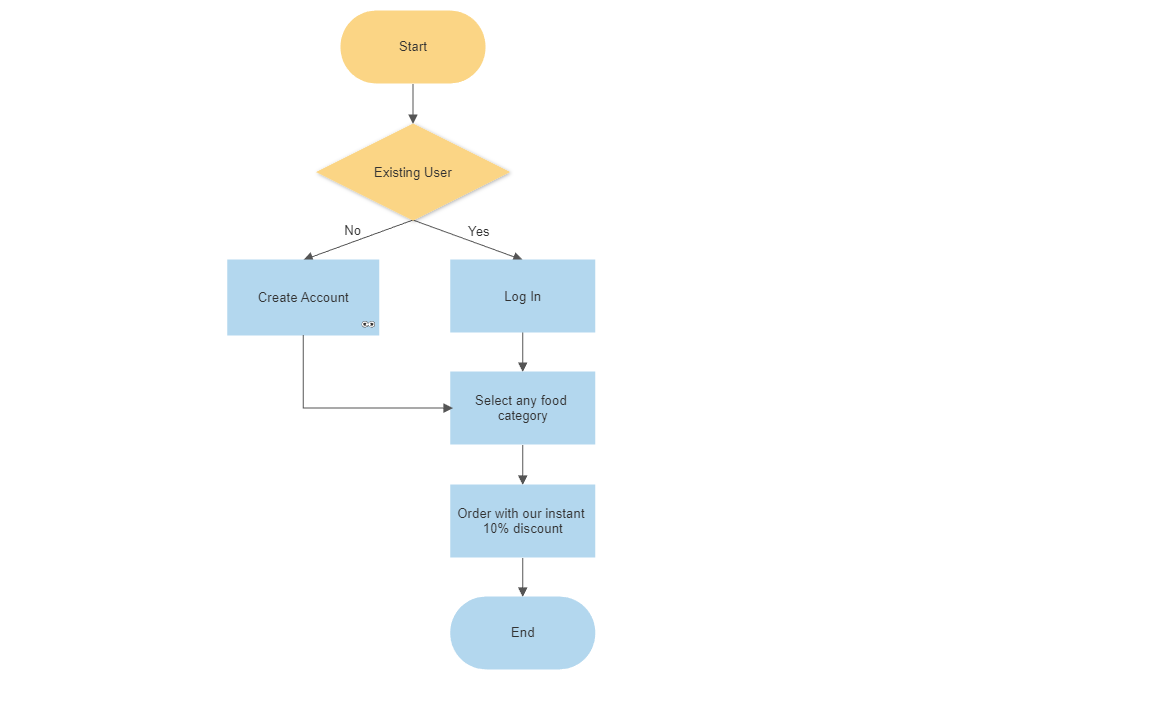 Start
Existing User
No
Yes
Create Account
Log In
Select any food
category
Order with our instant
10% discount
End